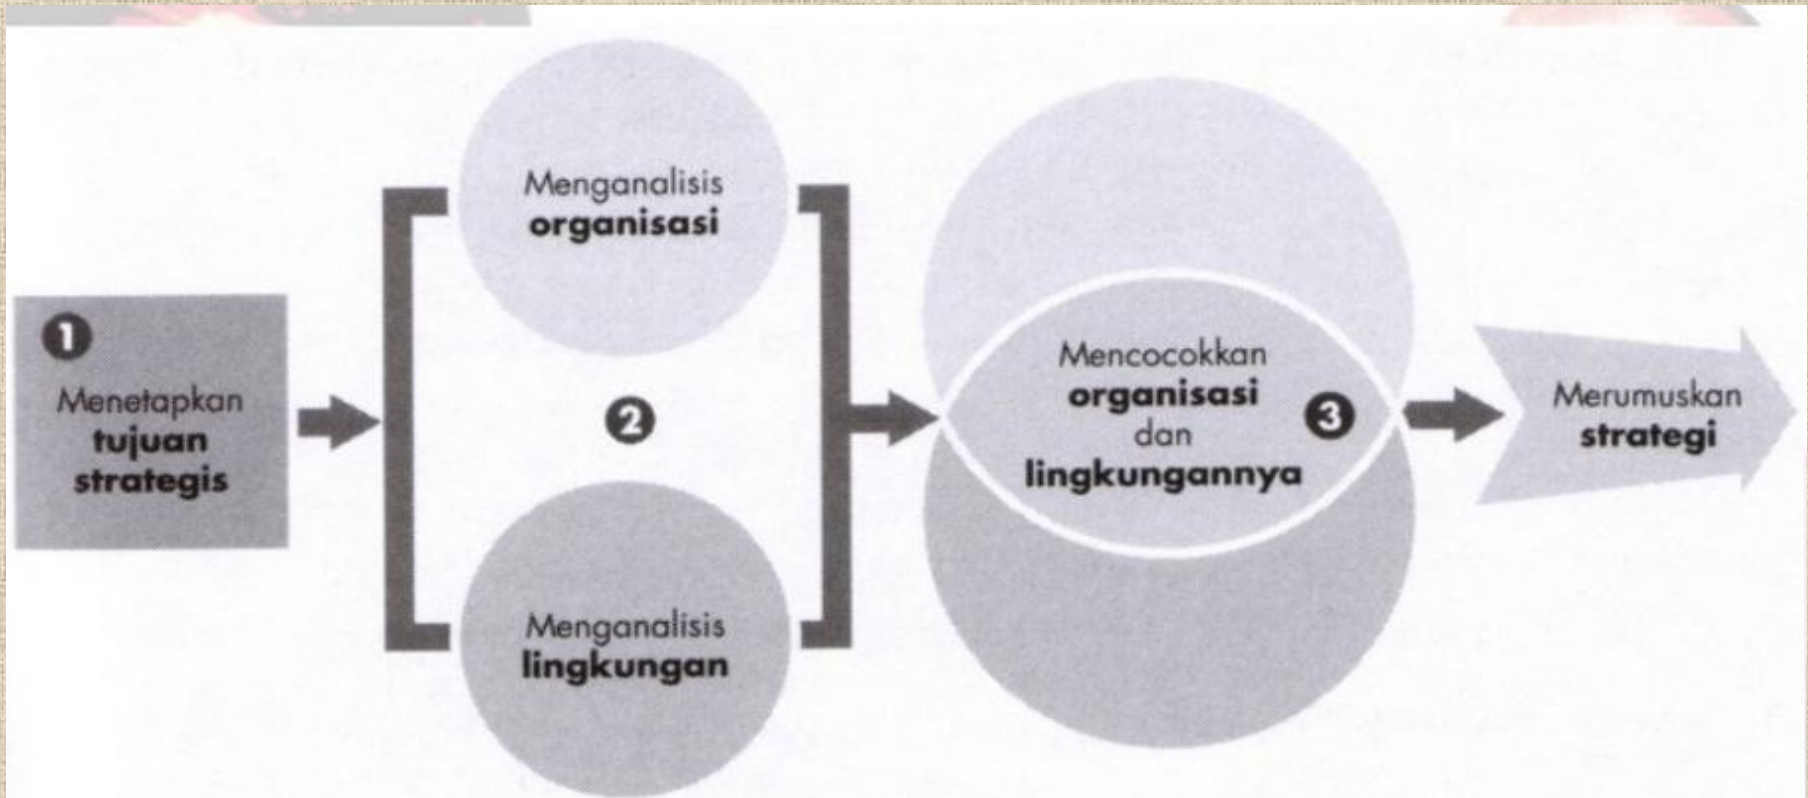 1
Menetapkan
tujuan
strategis
Menganalisis
organisasi
2
Menganalisis
lingkungan
Mencocokkan
organisasi
dan
lingkungannya
3
Merumuskan
strategi